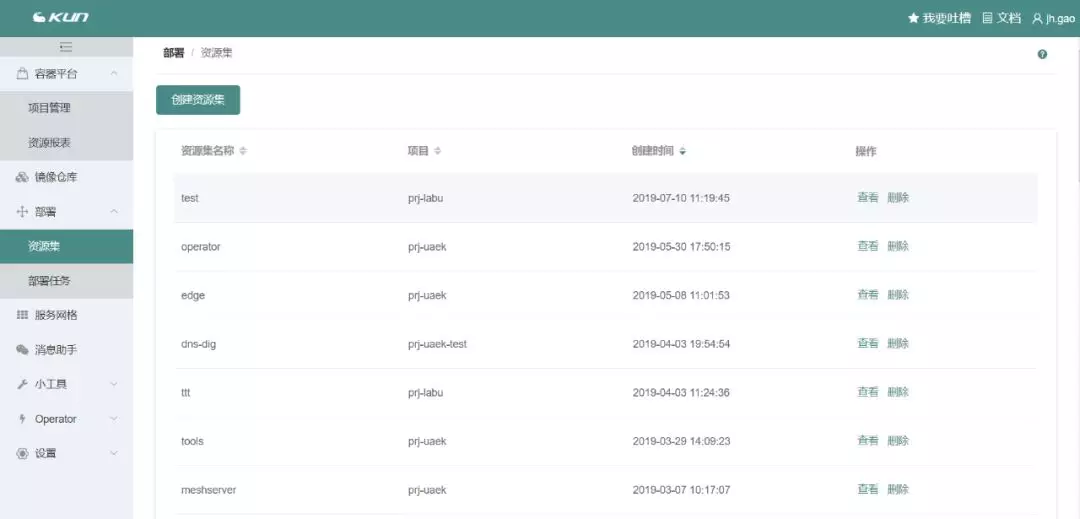 KUN
我要吐槽 文档 jh.gao
容器平台
项目管理
资源报表
镜像仓库
部署
资源集
部署任务
服务网格
消息助手
小工具
Operator
设置
部署 / 资源集
创建资源集
资源集名称 项目 创建时间 操作
test prj-labu 2019-07-10 11:19:45 查看 删除
operator prj-uaek 2019-05-30 17:50:15 查看 删除
edge prj-uaek 2019-05-08 11:01:53 查看 删除
dns-dig prj-uaek-test 2019-04-03 19:54:54 查看 删除
ttt prj-labu 2019-04-03 11:24:36 查看 删除
tools prj-uaek 2019-03-29 14:09:23 查看 删除
meshserver prj-uaek 2019-03-07 10:17:07 查看 删除